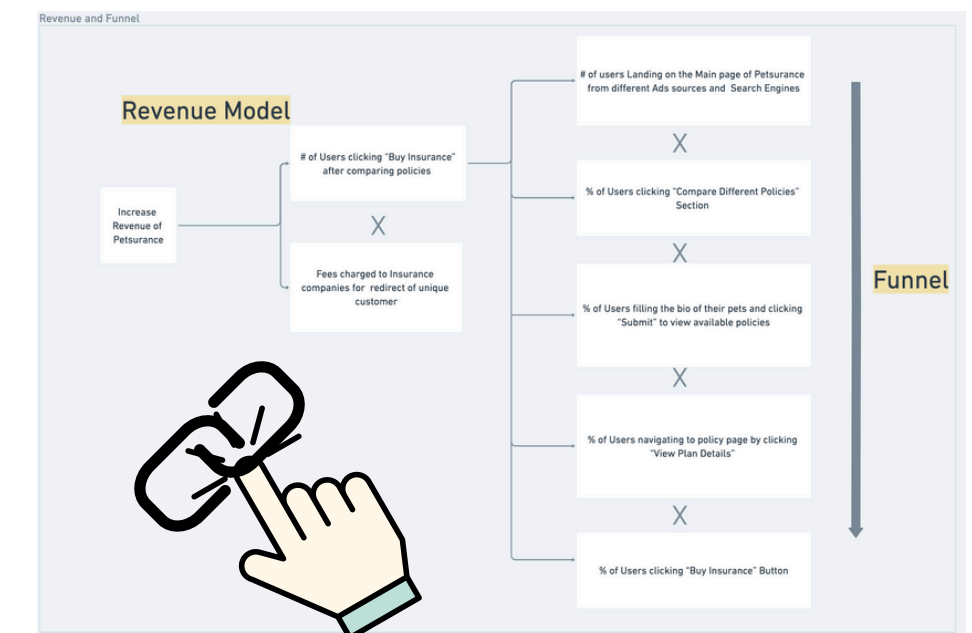 Revenue and Funnel
Revenue Model
Increase
Revenue of
Petsurance
# of Users clicking “Buy Insurance”
after comparing policies
X
Fees charged to Insurance
companies for redirect of unique
customer
# of users Landing on the Main page of Petsurance
from different Ads sources and Search Engines
X
% of Users clicking “Compare Different Policies”
Section
X
% of Users filling the bio of their pets and clicking
“Submit” to view available policies
X
% of Users navigating to policy page by clicking
“View Plan Details”
X
% of Users clicking “Buy Insurance” Button
Funnel